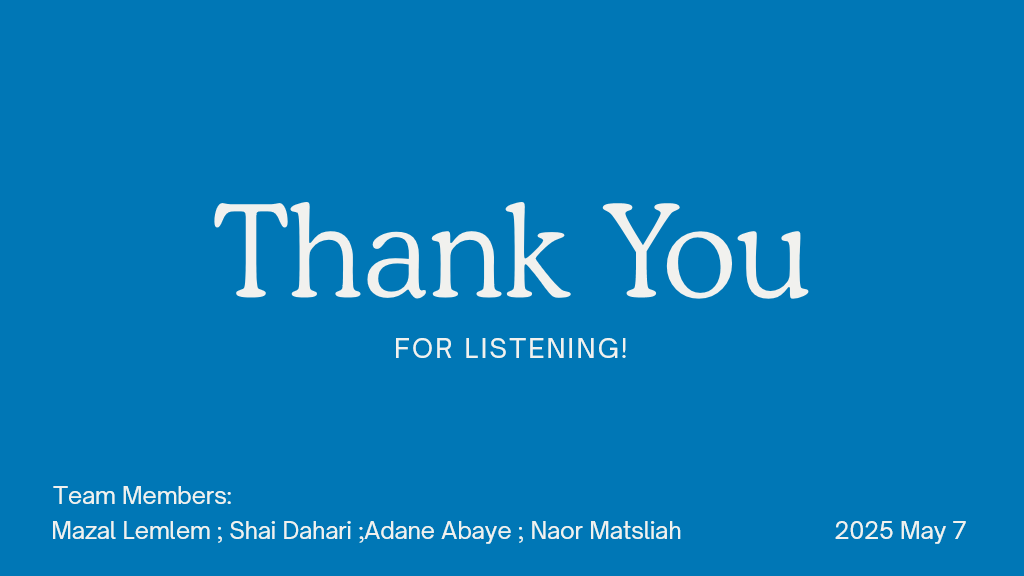 Thank You
FOR LISTENING!
Team Members:
Mazal Lemlem ; Shai Dahari ;Adane Abaye ; Naor Matsliah
2025 May 7